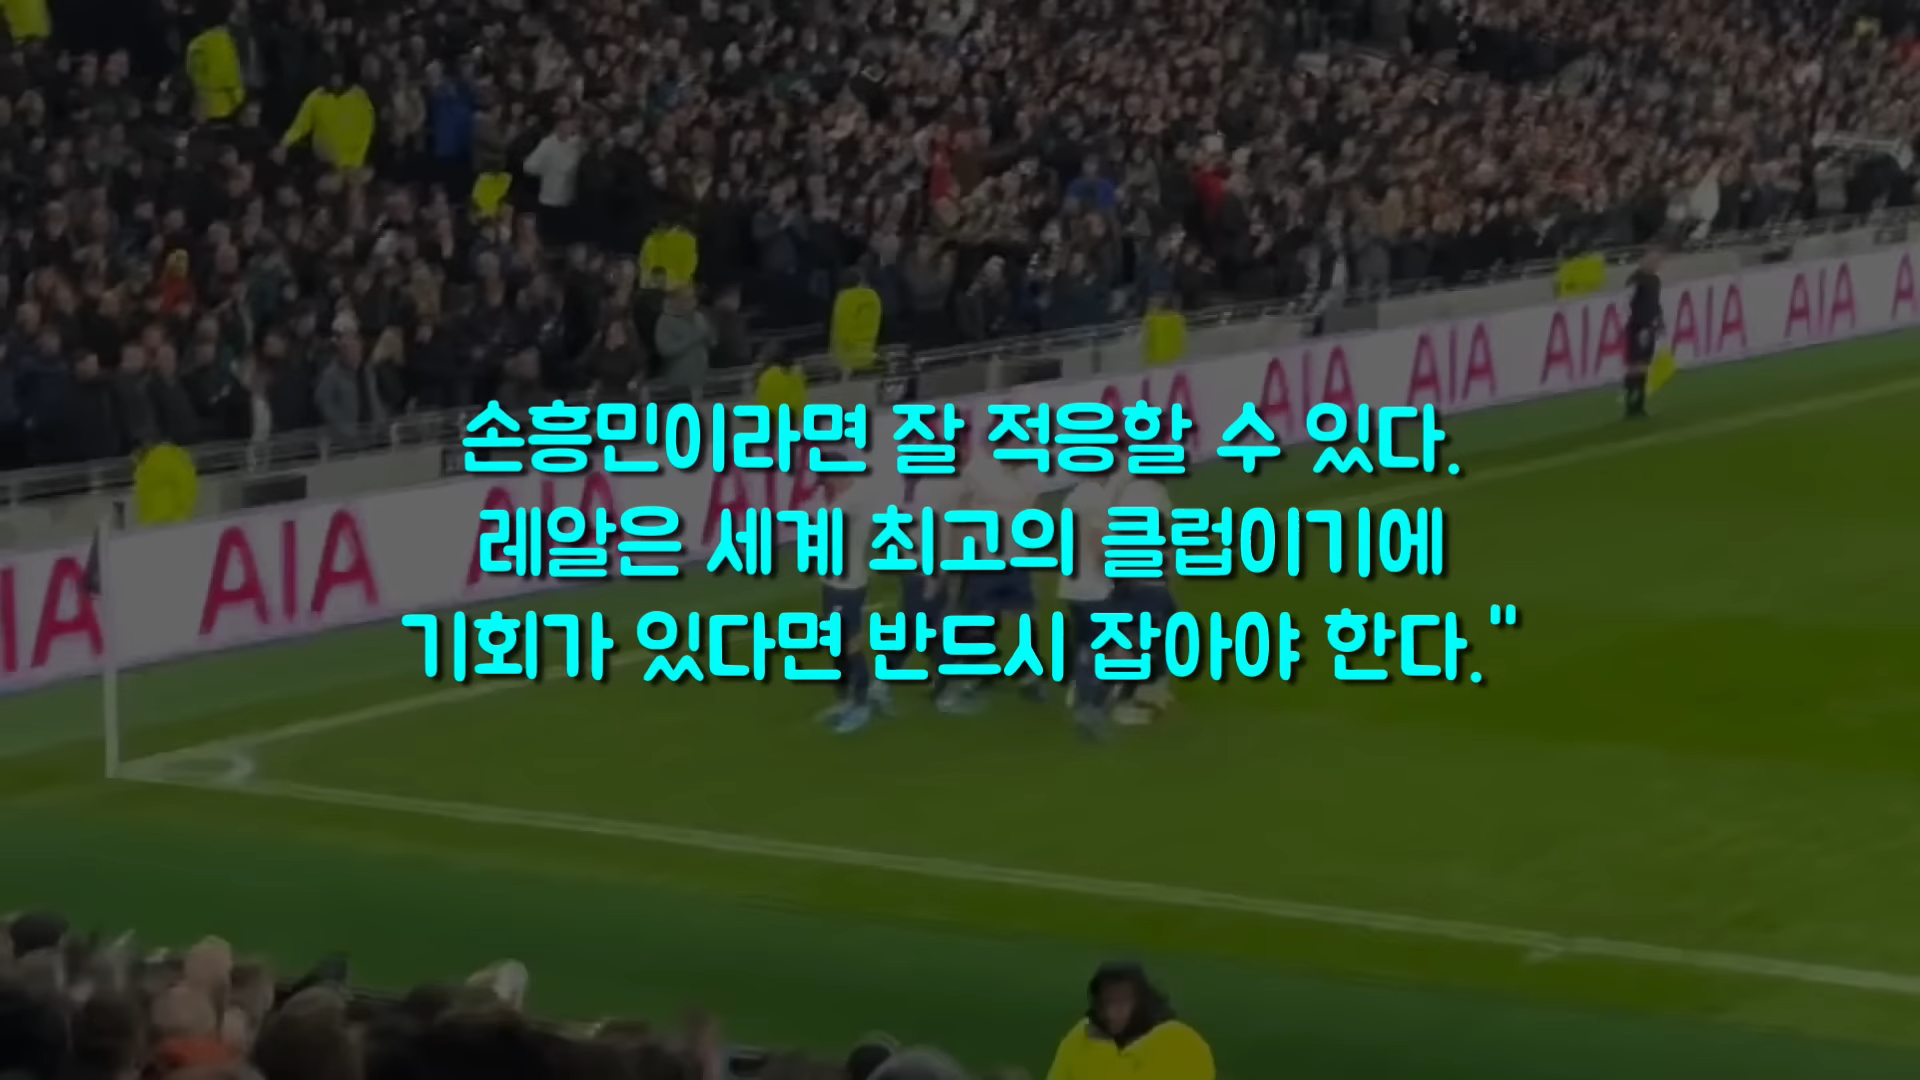 손흥민이라면 잘 적응할 수 있다.
레알은 세계 최고의 클럽이기에
기회가 있다면 반드시 잡아야 한다."
AIA AIA AIA AIA AIA AIA AIA AIA AIA